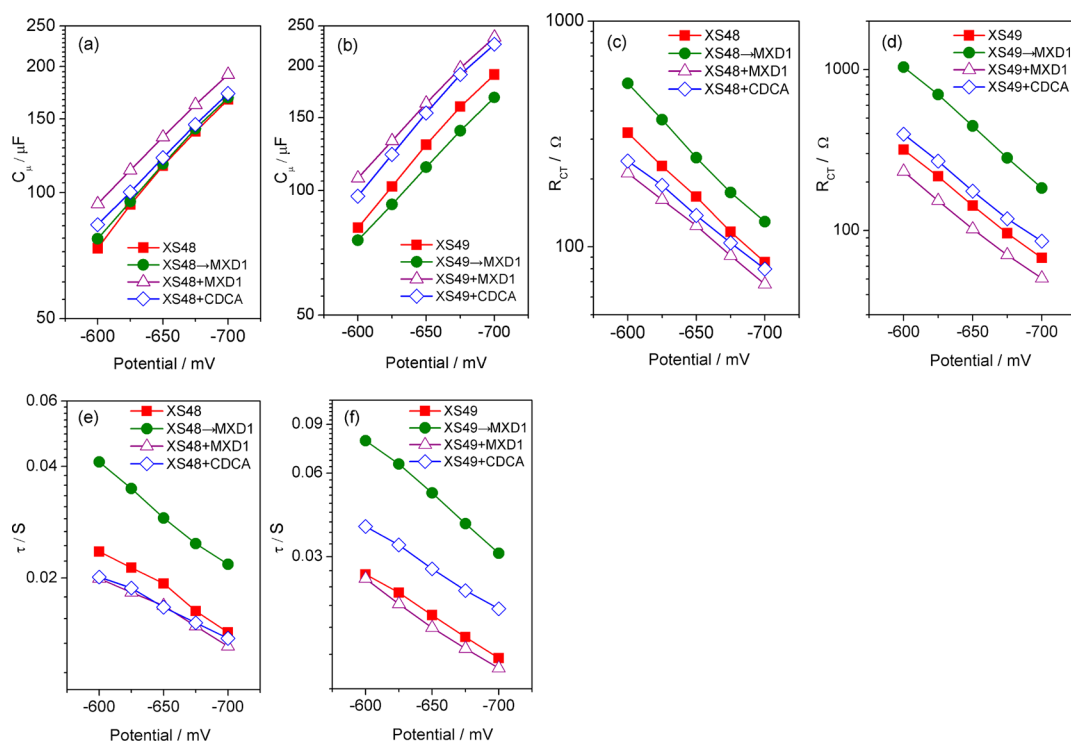 (a)
250
200
150
100
50
Cμ / μF
XS48
XS48→MXD1
XS48+MXD1
XS48+CDCA
-600 -650 -700
Potential / mV
(b)
250
200
150
100
50
Cμ / μF
XS49
XS49→MXD1
XS49+MXD1
XS49+CDCA
-600 -650 -700
Potential / mV
(c)
1000
100
RCT / Ω
XS48
XS48→MXD1
XS48+MXD1
XS48+CDCA
-600 -650 -700
Potential / mV
(d)
1000
100
RCT / Ω
XS49
XS49→MXD1
XS49+MXD1
XS49+CDCA
-600 -650 -700
Potential / mV
(e)
0.06
0.04
0.02
τ / S
XS48
XS48→MXD1
XS48+MXD1
XS48+CDCA
-600 -650 -700
Potential / mV
(f)
0.09
0.06
0.03
τ / S
XS49
XS49→MXD1
XS49+MXD1
XS49+CDCA
-600 -650 -700
Potential / mV